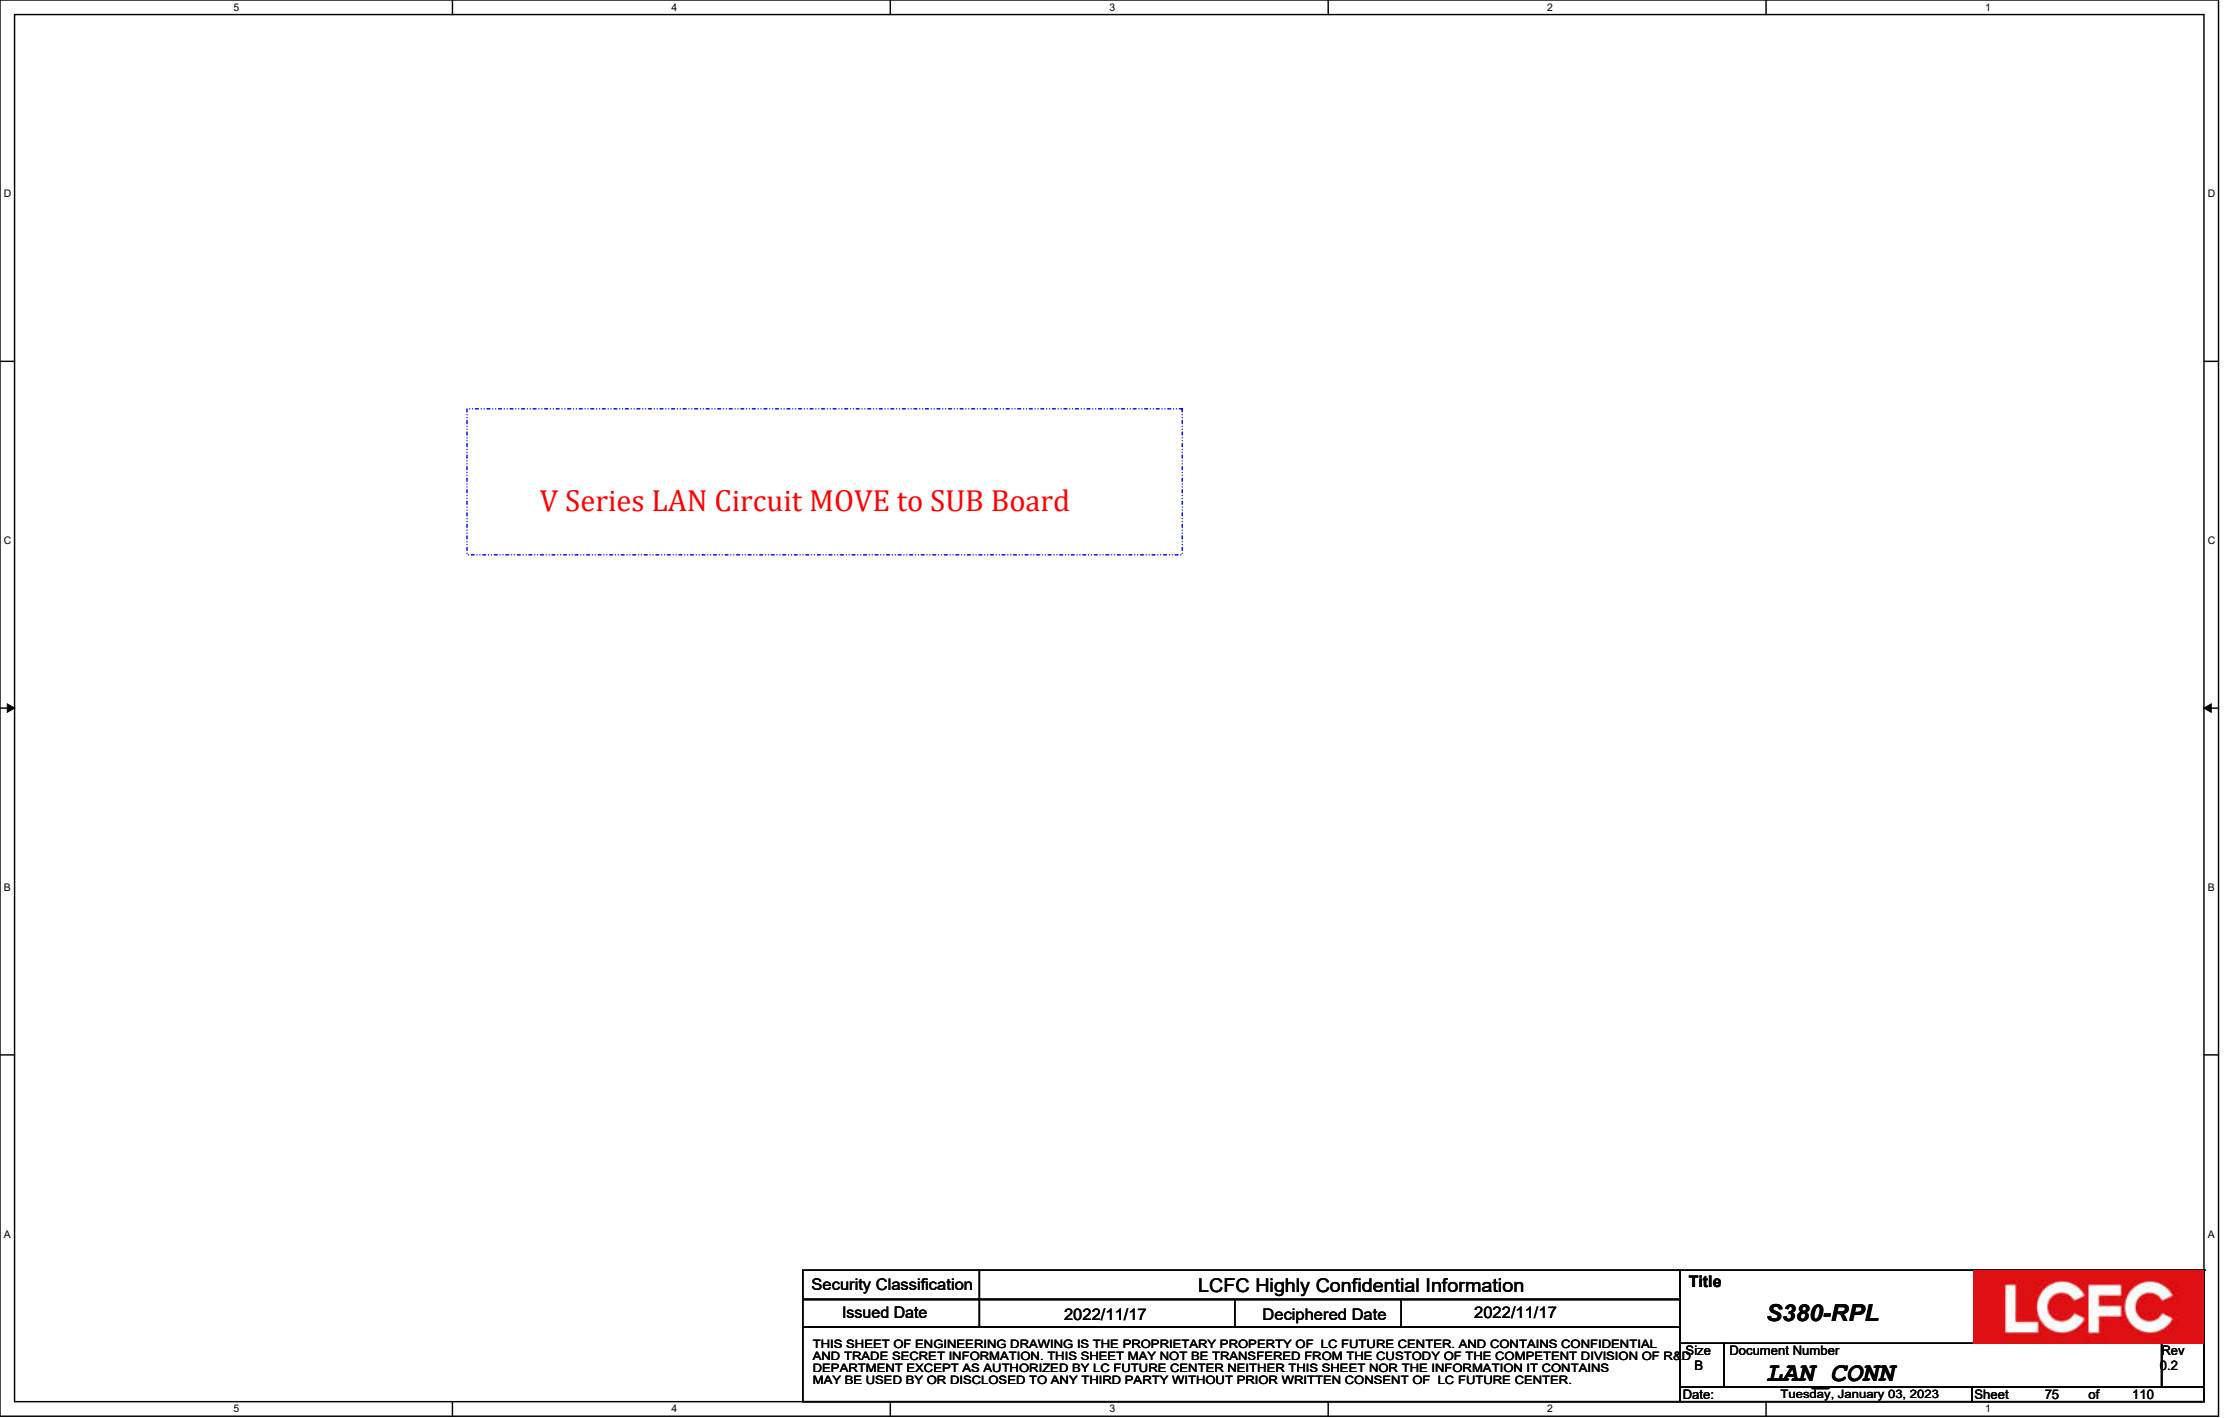 5 4 3 2 1
D D
V Series LAN Circuit MOVE to SUB Board
C C
B B
A A
Security Classification LCFC Highly Confidential Information
Issued Date 2022/11/17 Deciphered Date 2022/11/17
THIS SHEET OF ENGINEERING DRAWING IS THE PROPRIETARY PROPERTY OF LC FUTURE CENTER. AND CONTAINS CONFIDENTIAL
AND TRADE SECRET INFORMATION. THIS SHEET MAY NOT BE TRANSFERED FROM THE CUSTODY OF THE COMPETENT DIVISION OF R&D
DEPARTMENT EXCEPT AS AUTHORIZED BY LC FUTURE CENTER NEITHER THIS SHEET NOR THE INFORMATION IT CONTAINS
MAY BE USED BY OR DISCLOSED TO ANY THIRD PARTY WITHOUT PRIOR WRITTEN CONSENT OF LC FUTURE CENTER.
Title
S380-RPL
LCFC
Size Document Number Rev
B LAN_CONN 0.2
Date: Tuesday, January 03, 2023 Sheet 75 of 110
5 4 3 2 1